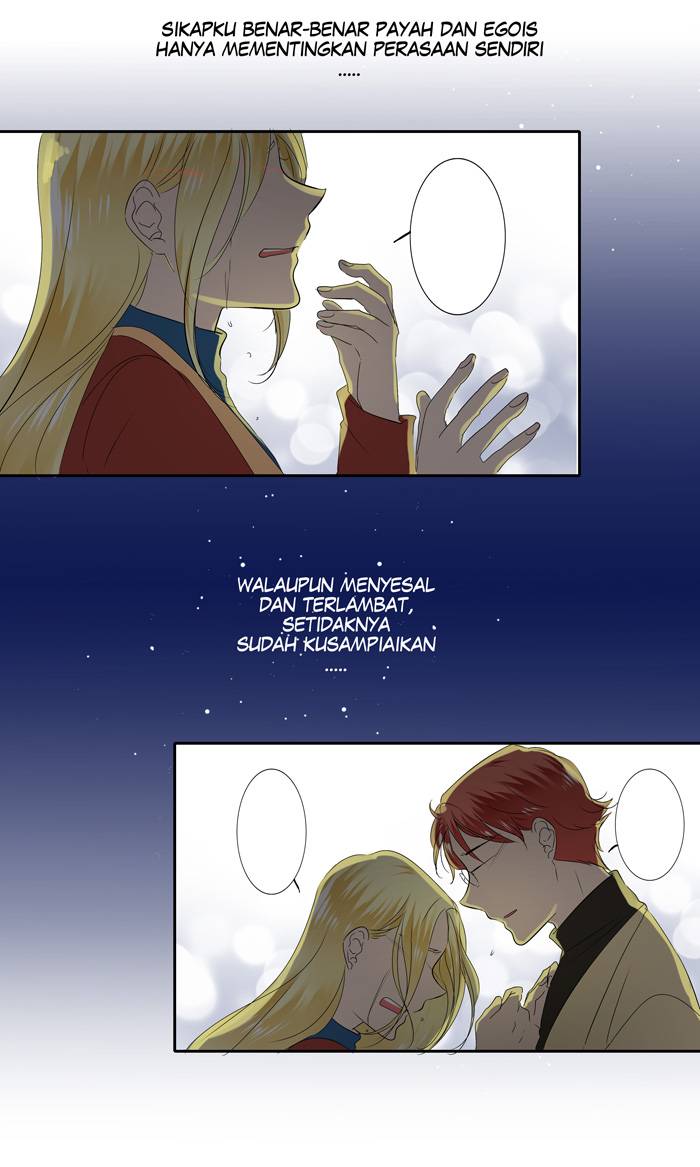 SIKAPKU BENAR-BENAR PAYAH DAN EGOIS
HANYA MEMENTINGKAN PERASAAN SENDIRI
.....
WALAUPUN MENYESAL
DAN TERLAMBAT,
SETIDAKNYA
SUDAH KUSAMPIAIKAN
.....